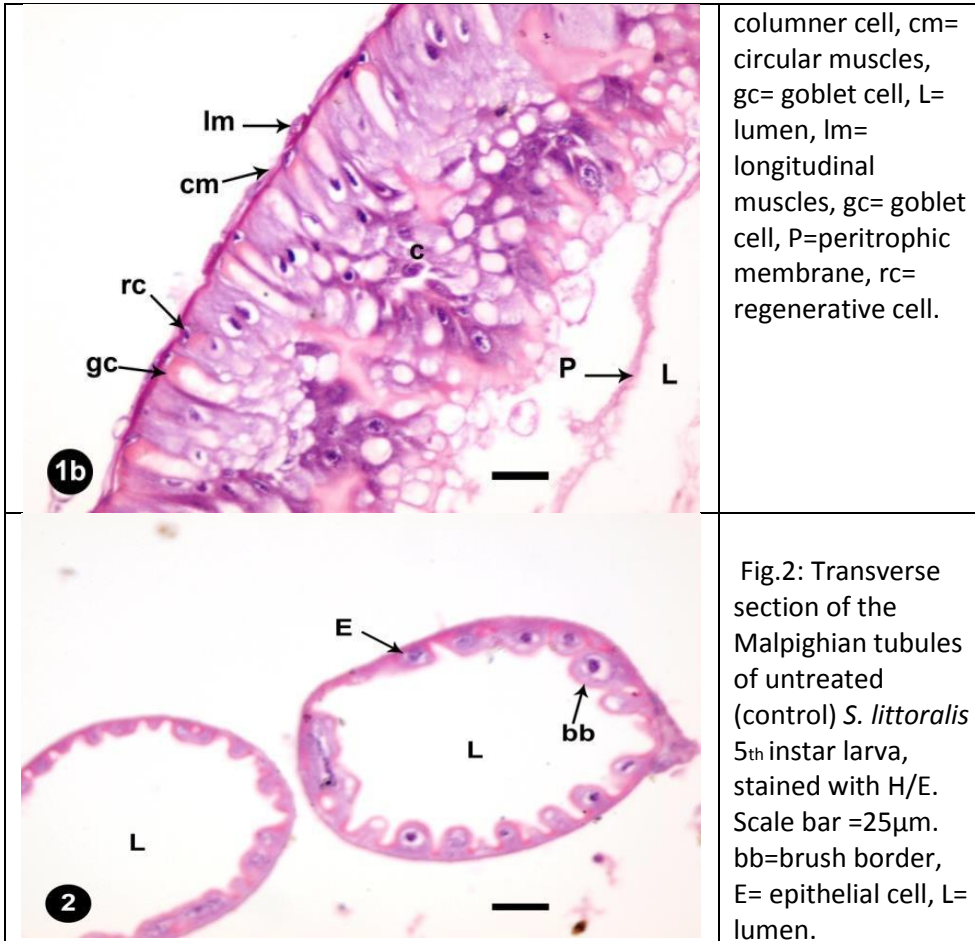 columner cell, cm=
circular muscles,
gc= goblet cell, L=
lumen, lm=
longitudinal
muscles, gc= goblet
cell, P=peritrophic
membrane, rc=
regenerative cell.
lm
cm
c
rc
gc
P
L
1b
Fig.2: Transverse
section of the
Malpighian tubules
of untreated
(control) S. littoralis
5th instar larva,
stained with H/E.
Scale bar =25µm.
bb=brush border,
E= epithelial cell, L=
lumen.
E
bb
L
L
2